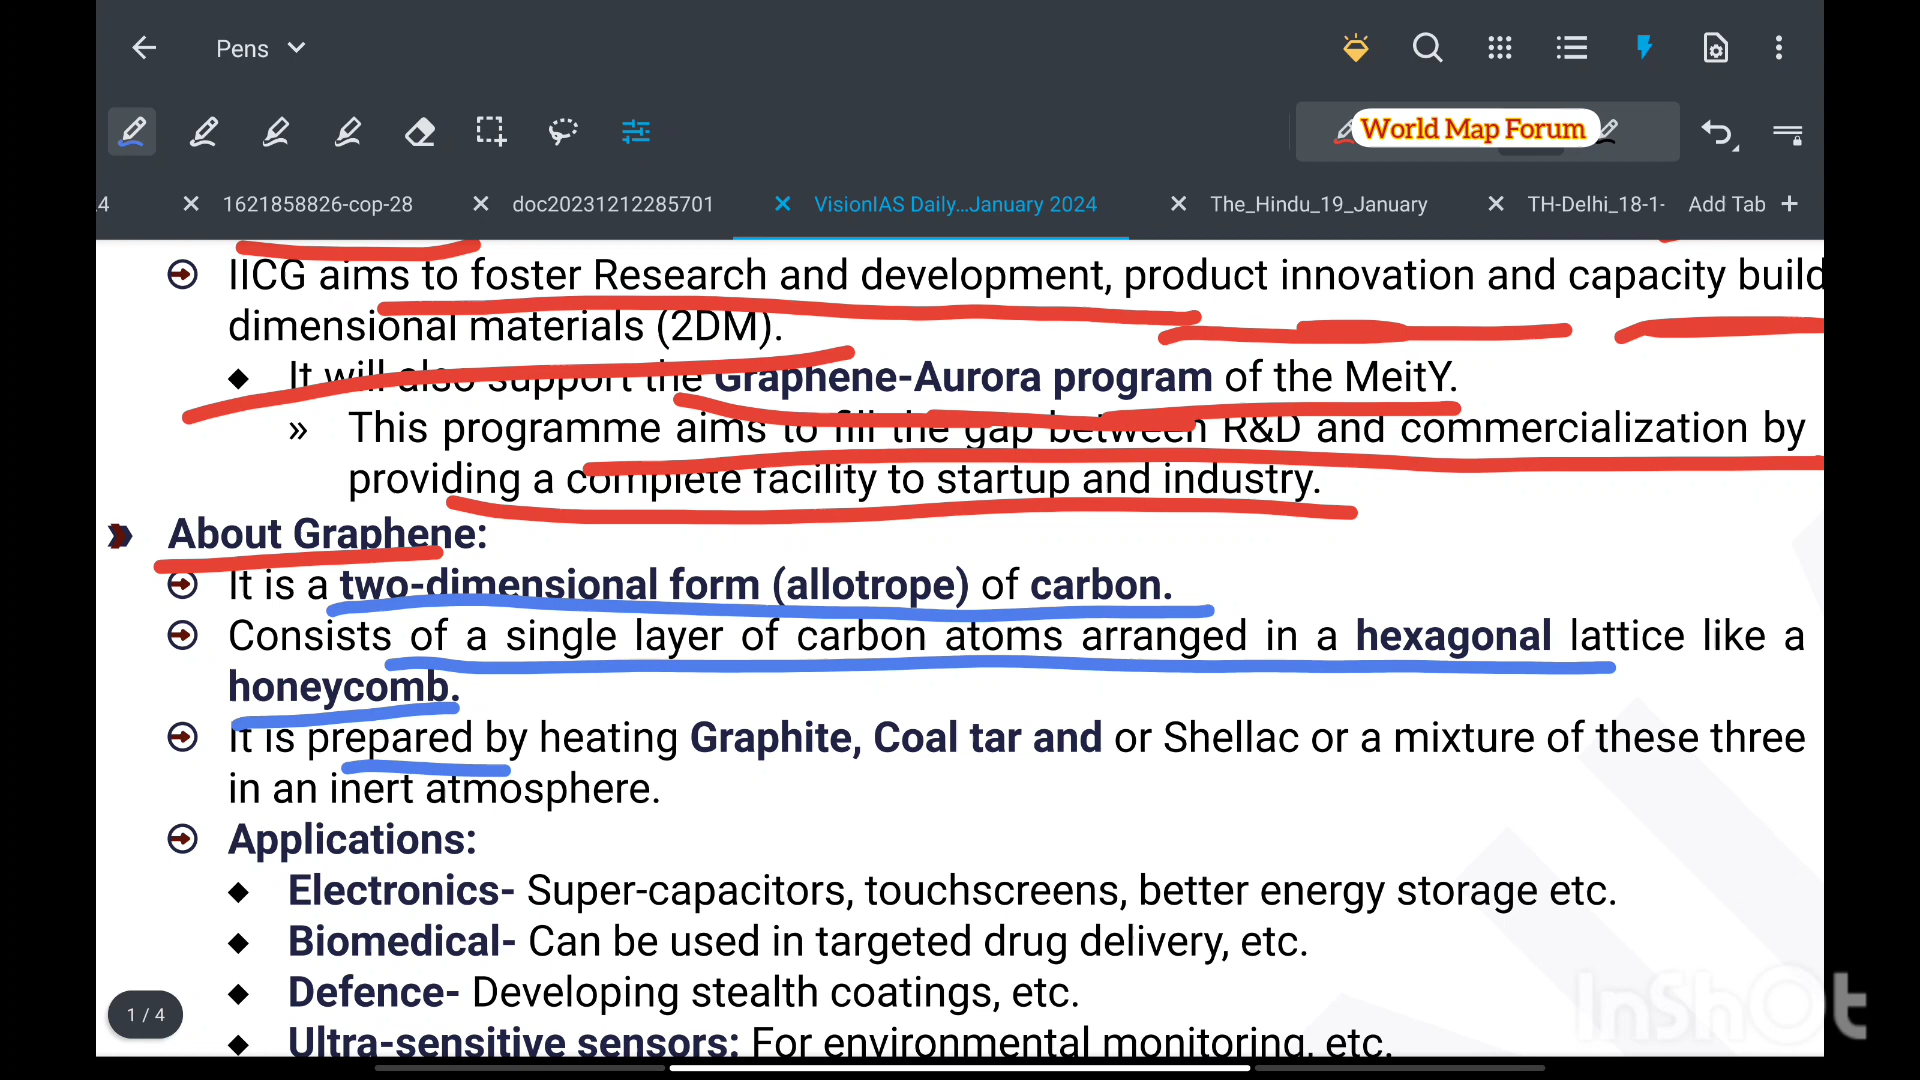 Pens
World Map Forum
.4
1621858826-cop-28
doc20231212285701
VisionIAS Daily...January 2024
The_Hindu_19_January
TH-Delhi_18-1-
Add Tab +
IICG aims to foster Research and development, product innovation and capacity build
dimensional materials (2DM).
It will also support the Graphene-Aurora program of the MeitY.
» This programme aims to fill the gap between R&D and commercialization by
providing a complete facility to startup and industry.
About Graphene:
It is a two-dimensional form (allotrope) of carbon.
Consists of a single layer of carbon atoms arranged in a hexagonal lattice like a
honeycomb.
It is prepared by heating Graphite, Coal tar and or Shellac or a mixture of these three
in an inert atmosphere.
Applications:
Electronics- Super-capacitors, touchscreens, better energy storage etc.
Biomedical- Can be used in targeted drug delivery, etc.
Defence- Developing stealth coatings, etc.
Ultra-sensitive sensors: For environmental monitoring, etc.
1 / 4
InShOt